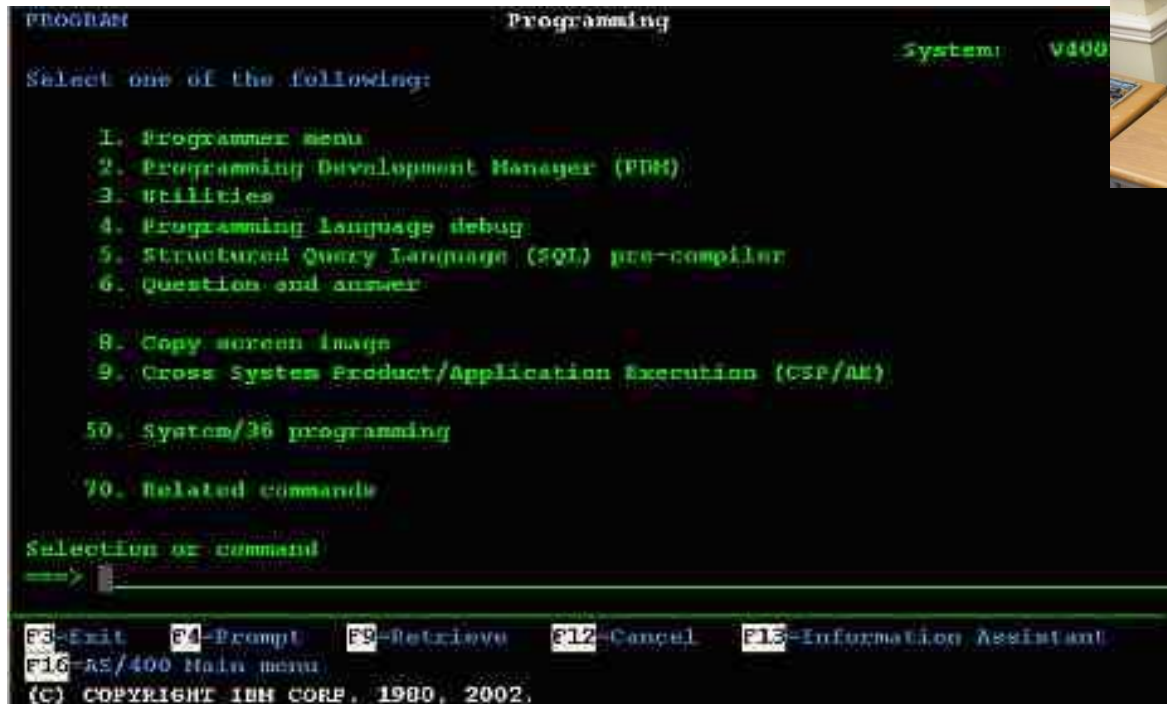 PROGRAM Programming
System: V400
Select one of the following:
1. Programmer menu
2. Programming Development Manager (PDM)
3. Utilities
4. Programming language debug
5. Structured Query Language (SQL) pre-compiler
6. Question and answer
8. Copy screen image
9. Cross System Product/Application Execution (CSP/AE)
50. System/36 programming
70. Related commands
Selection or command
===>
F3-Exit F4-Prompt F9-Retrieve F12-Cancel F13-Information Assistant
F16-AS/400 Main menu
(C) COPYRIGHT IBM CORP. 1980, 2002.